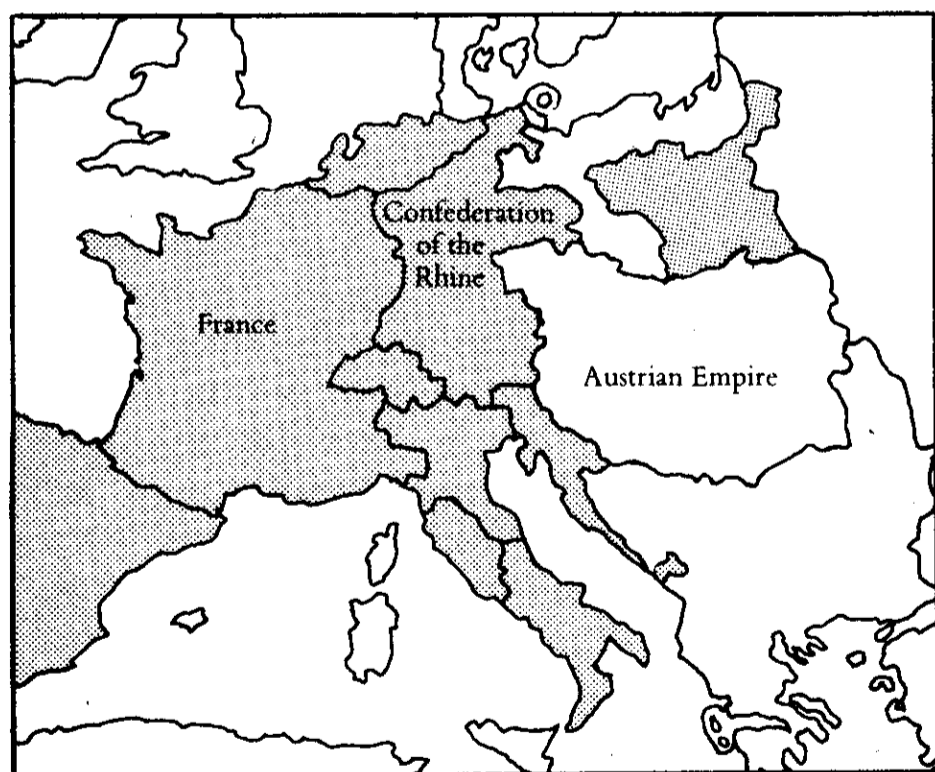 Confederation
of the
Rhine
France
Austrian Empire